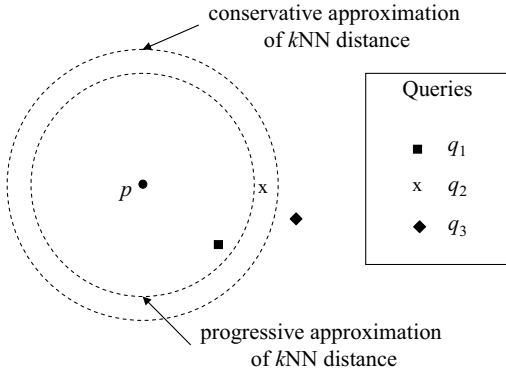 conservative approximation
of kNN distance
Queries
q1
x q2
q3
p
x
progressive approximation
of kNN distance